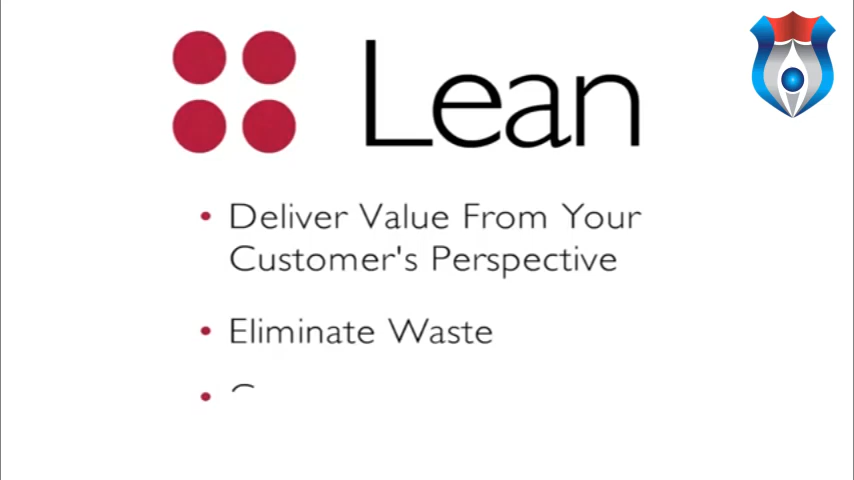 Lean
• Deliver Value From Your
Customer's Perspective
• Eliminate Waste
•